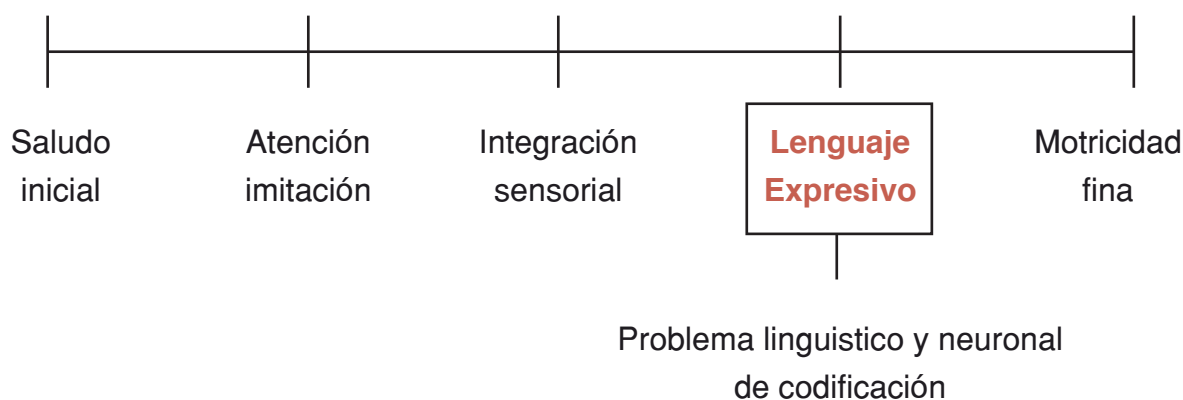 Saludo
inicial
Atención
imitación
Integración
sensorial
Lenguaje
Expresivo
Motricidad
fina
Problema linguistico y neuronal
de codificación